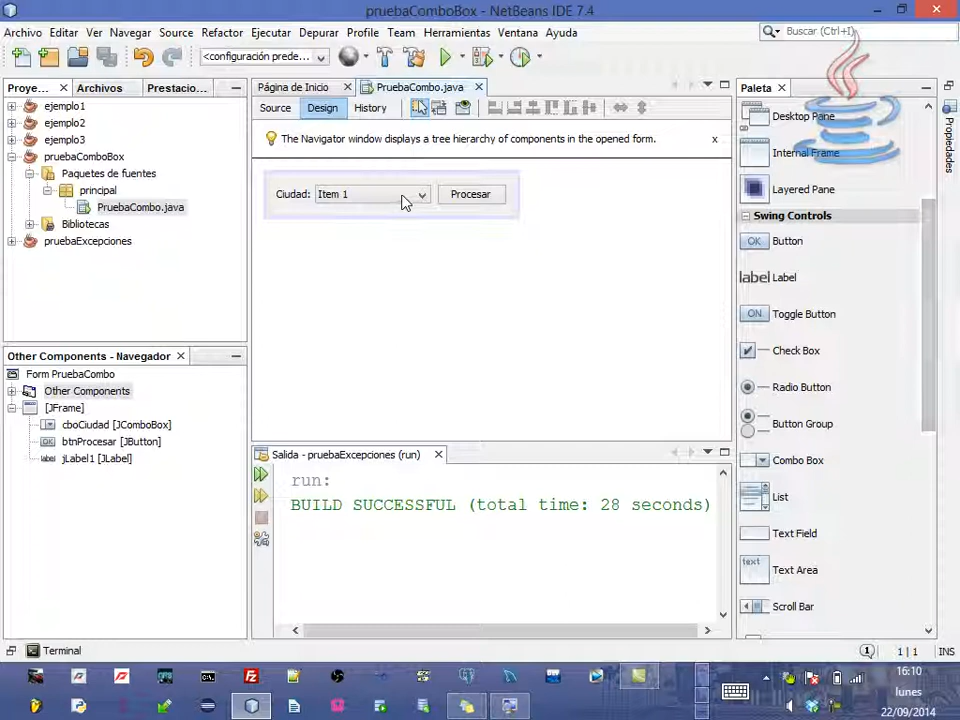 pruebaComboBox - NetBeans IDE 7.4
Archivo Editar Ver Navegar Source Refactor Ejecutar Depurar Profile Team Herramientas Ventana Ayuda
Buscar (Ctrl+I)
<configuración prede...
Proye... Archivos Prestacio...
ejemplo1
ejemplo2
ejemplo3
pruebaComboBox
Paquetes de fuentes
principal
PruebaCombo.java
Bibliotecas
pruebaExcepciones
Other Components - Navegador
Form PruebaCombo
Other Components
[JFrame]
cboCiudad [JComboBox]
btnProcesar [JButton]
jLabel1 [JLabel]
Página de Inicio PruebaCombo.java
Source Design History
The Navigator window displays a tree hierarchy of components in the opened form. x
Ciudad: Item 1 Procesar
Salida - pruebaExcepciones (run)
run:
BUILD SUCCESSFUL (total time: 28 seconds)
Paleta
Desktop Pane
Internal Frame
Layered Pane
Swing Controls
OK Button
label Label
ON Toggle Button
Check Box
Radio Button
Button Group
Combo Box
List
Text Field
text Text Area
Scroll Bar
Propiedades
Terminal
1 1 | 1 INS
16:10
lunes
22/09/2014